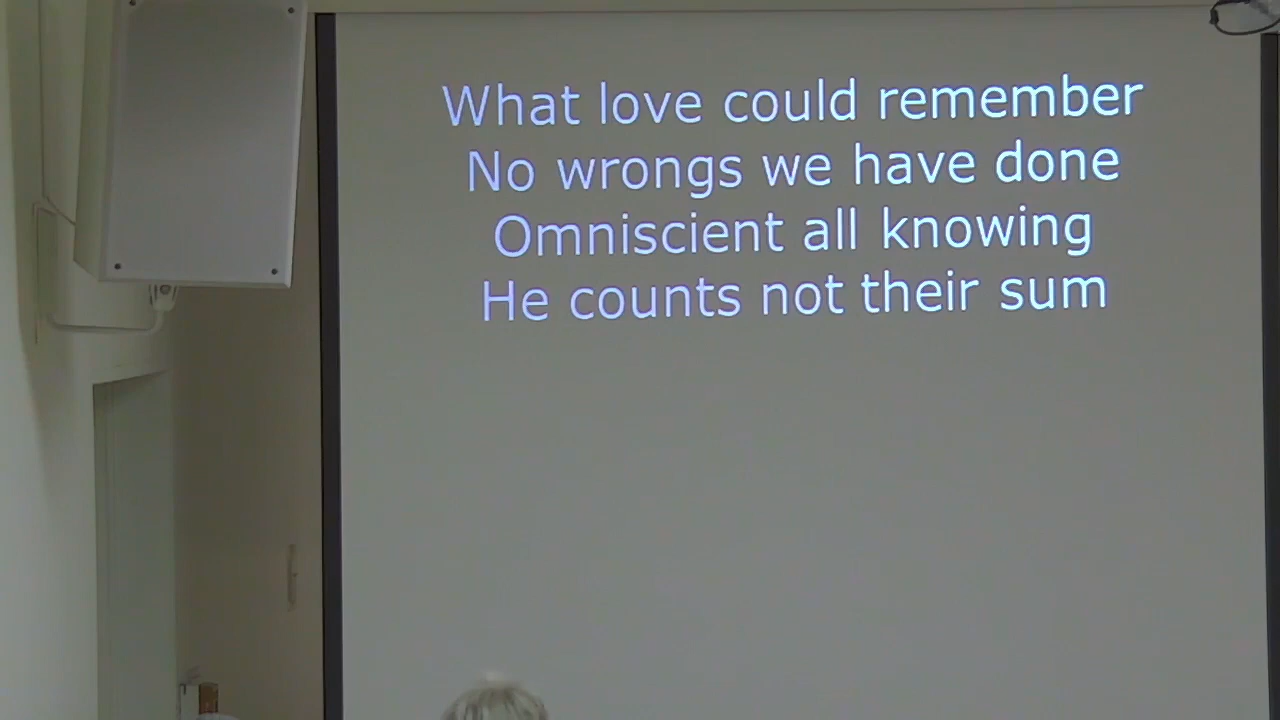 What love could remember
No wrongs we have done
Omniscient all knowing
He counts not their sum